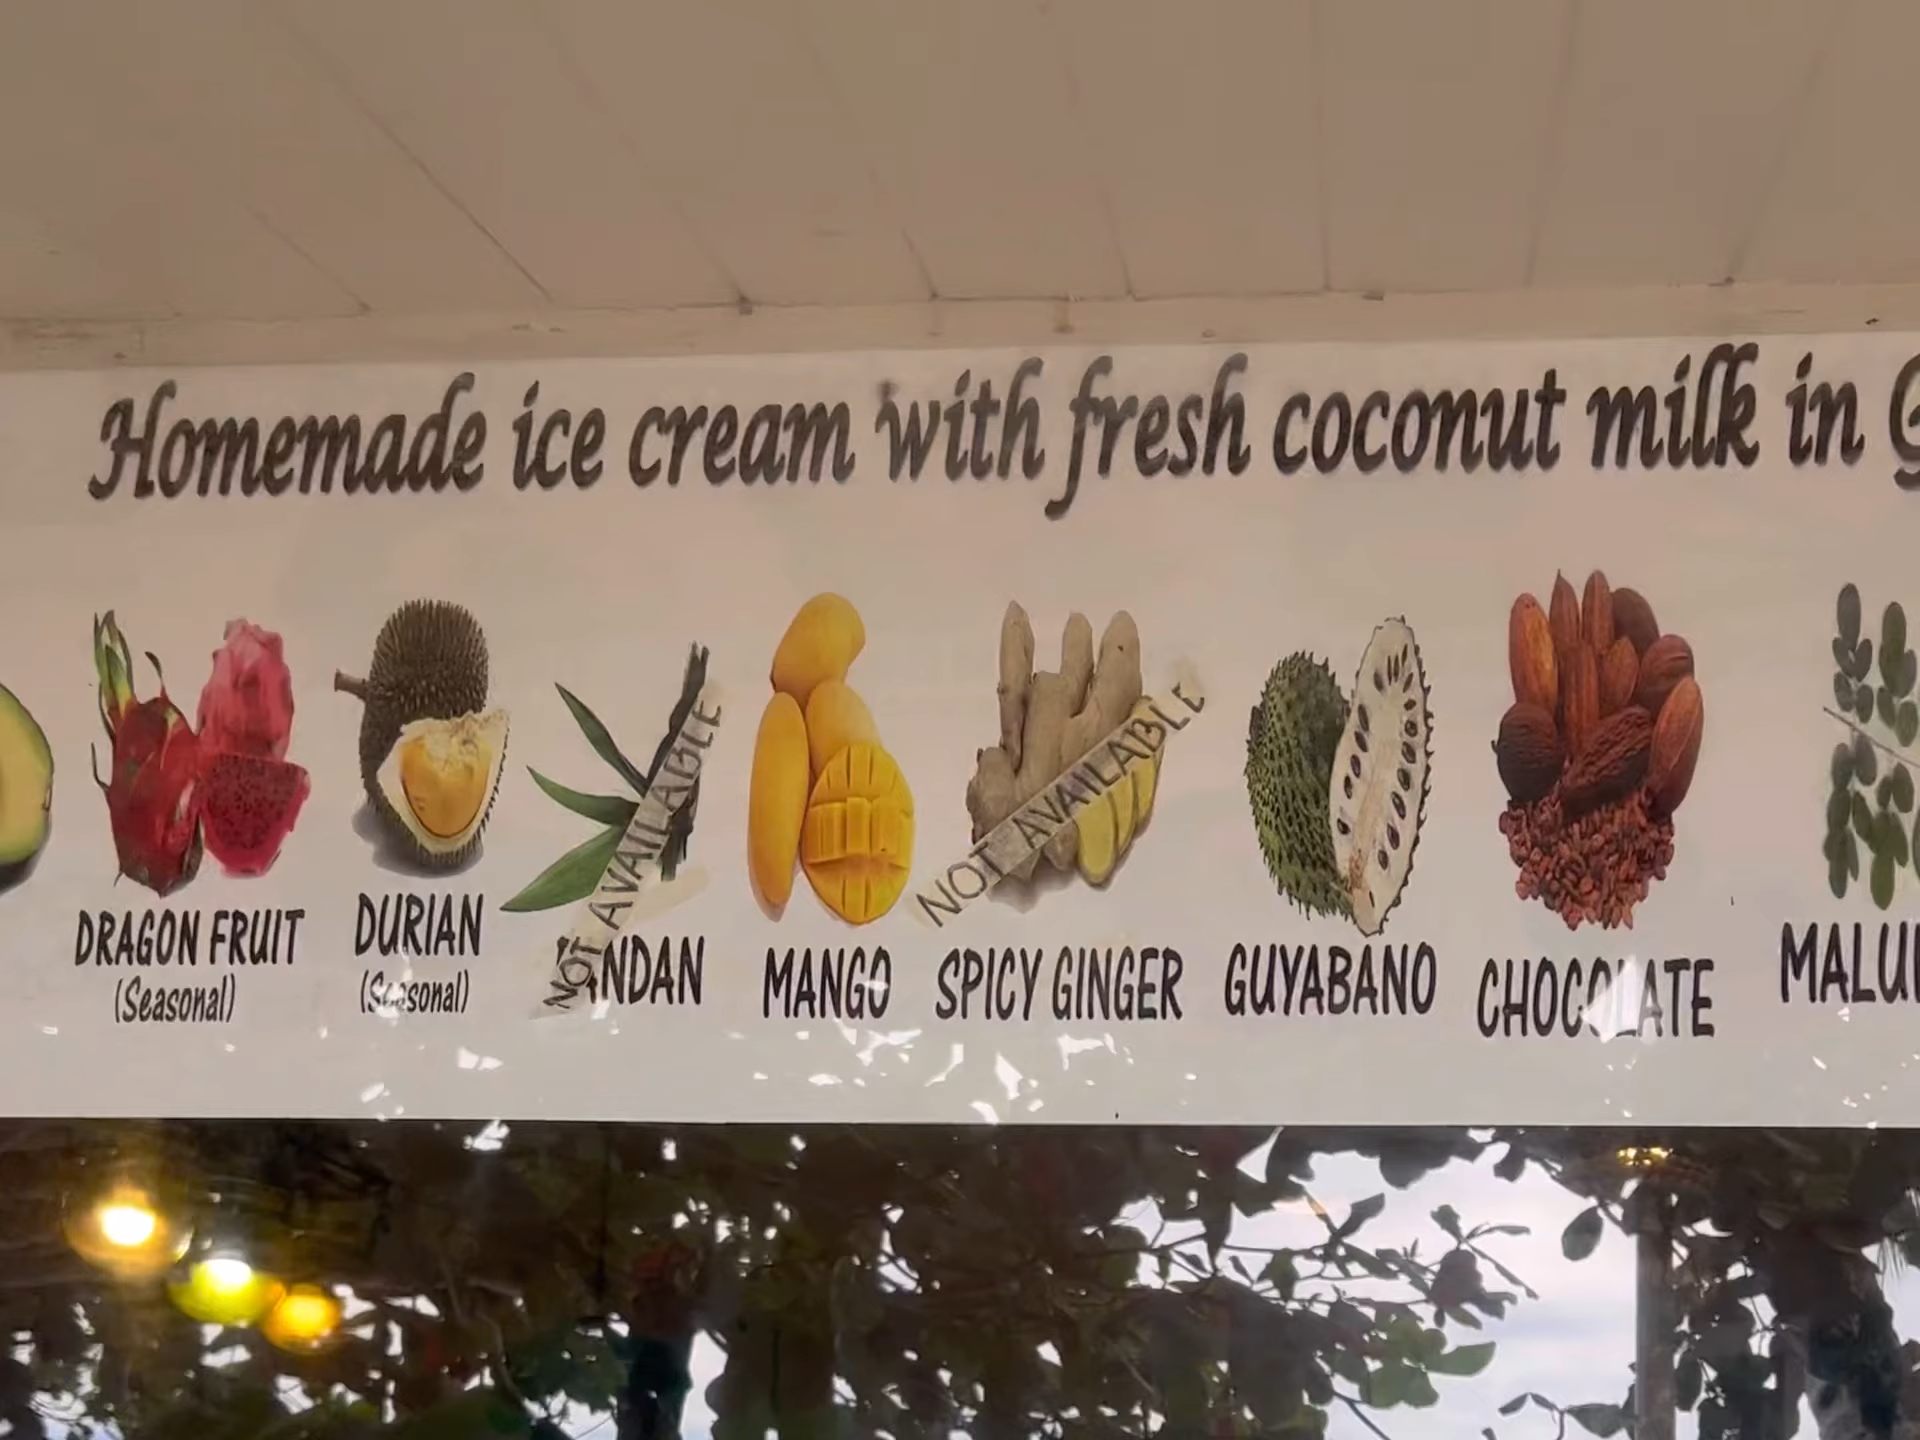 Homemade ice cream with fresh coconut milk in
DRAGON FRUIT
(Seasonal)
DURIAN
(Seasonal)
NOT AVAILABLE
NDAN
MANGO
NOT AVAILABLE
SPICY GINGER
GUYABANO
CHOCOLATE
MALU